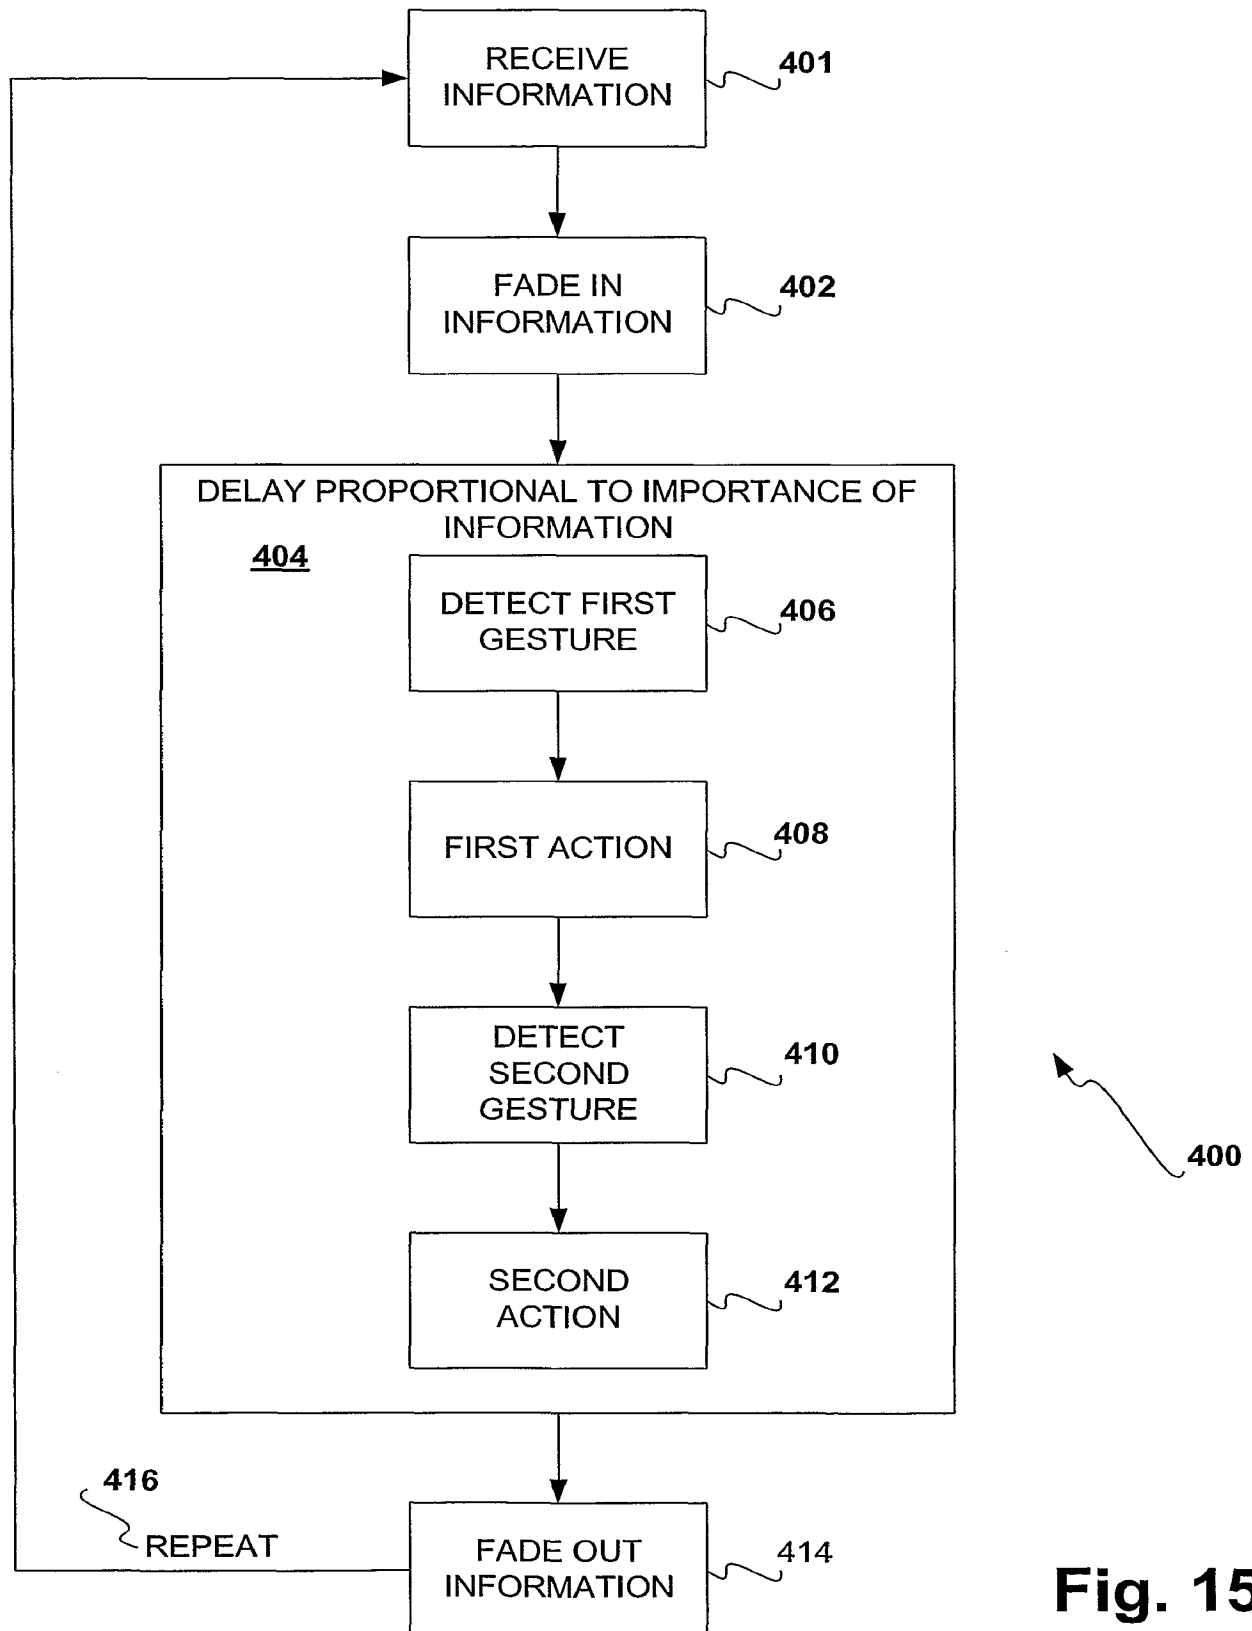 RECEIVE
INFORMATION
401
FADE IN
INFORMATION
402
DELAY PROPORTIONAL TO IMPORTANCE OF
INFORMATION
404
DETECT FIRST
GESTURE
406
FIRST ACTION
408
DETECT
SECOND
GESTURE
410
400
SECOND
ACTION
412
416
REPEAT
FADE OUT
INFORMATION
414
Fig. 15